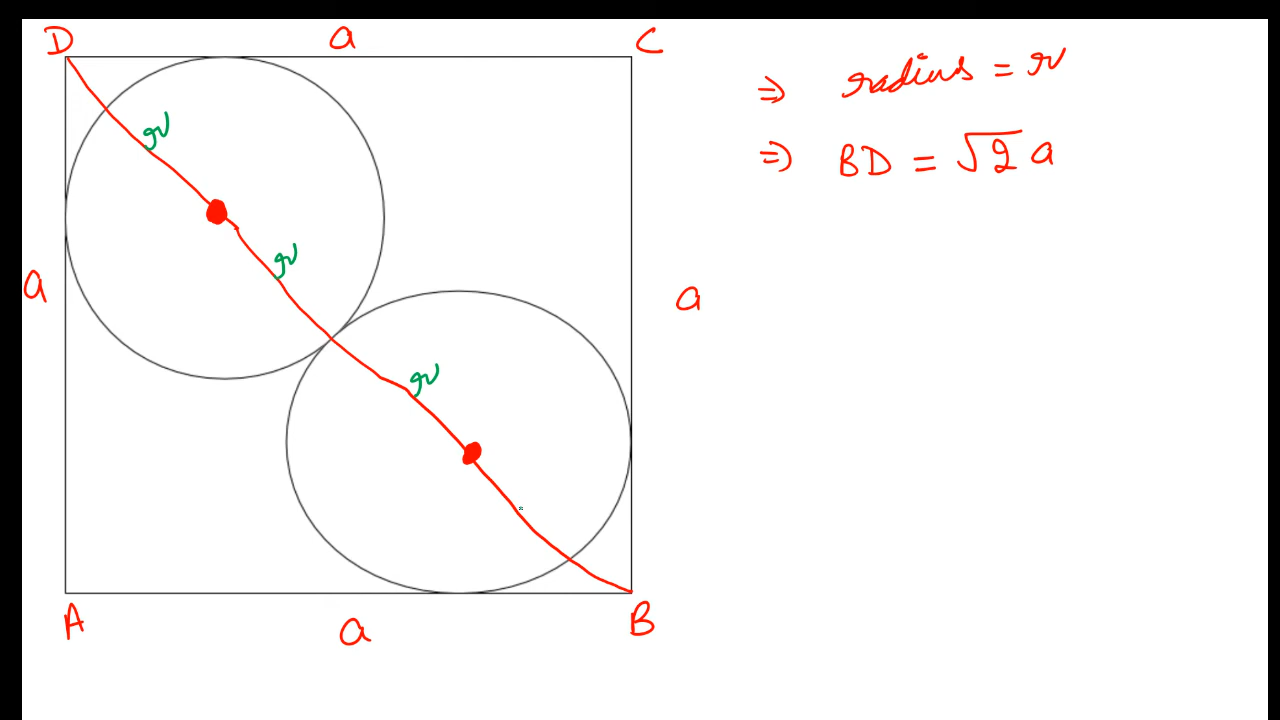 D a C
⇒ radius = r
⇒ BD = √2 a
r
r
a a
r
A a B